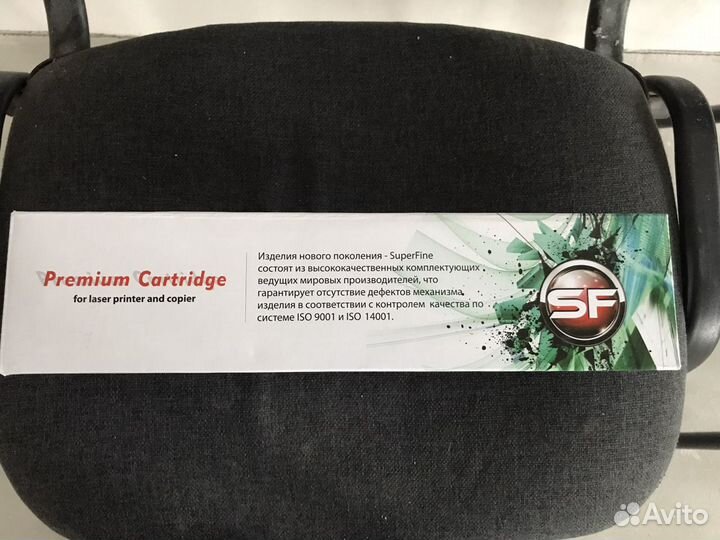 Premium Cartridge
for laser printer and copier
Изделия нового поколения - SuperFine
состоят из высококачественных комплектующих
ведущих мировых производителей, что
гарантирует отсутствие дефектов механизма
изделия в соответствии с контролем качества по
системе ISO 9001 и ISO 14001.
SF
Avito